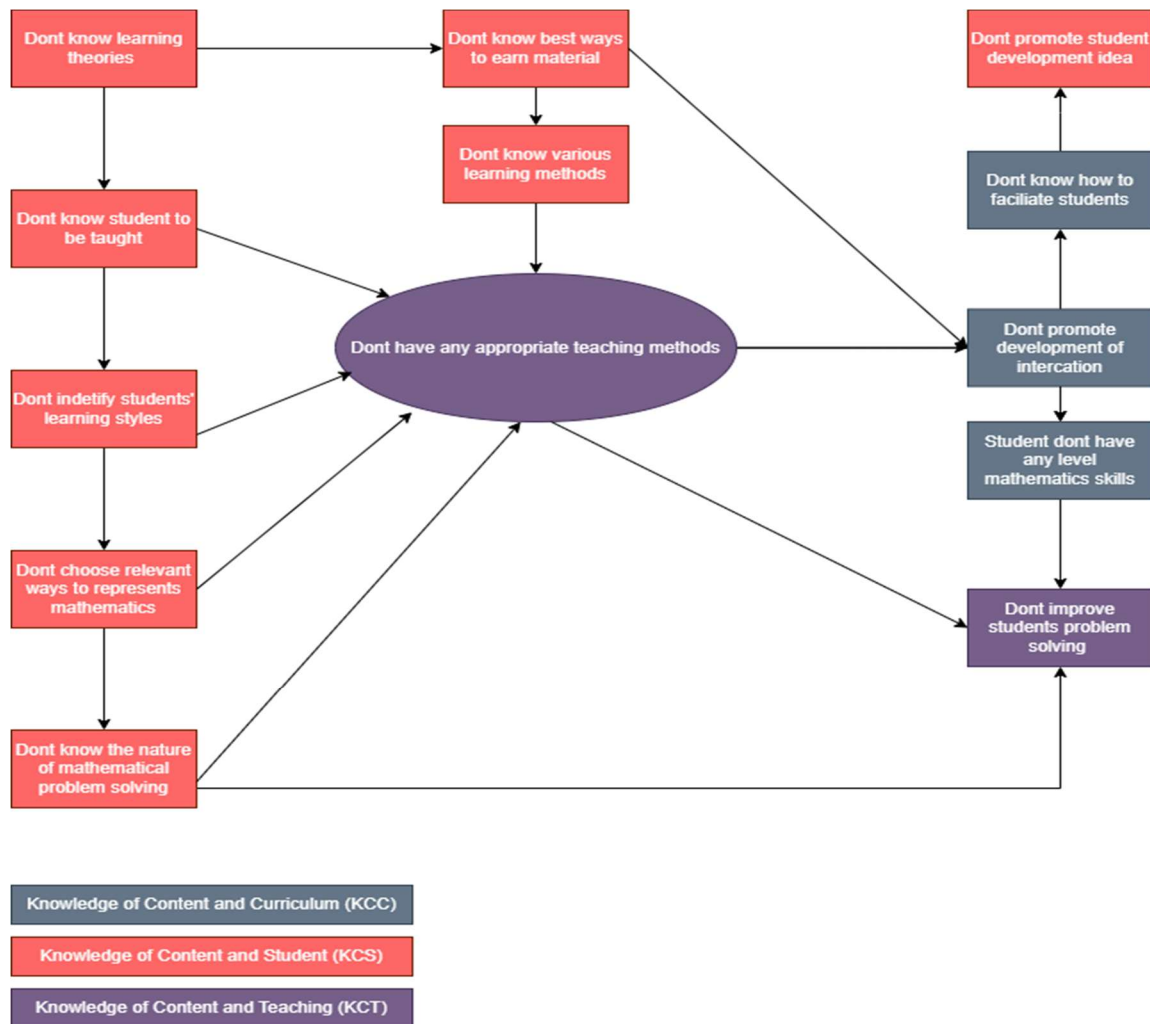 Dont know learning
theories
Dont know best ways
to earn material
Dont promote student
development idea
Dont know various
learning methods
Dont know how to
faciliate students
Dont know student to
be taught
Dont have any appropriate teaching methods
Dont promote
development of
intercation
Dont indetify students'
learning styles
Student dont have
any level
mathematics skills
Dont choose relevant
ways to represents
mathematics
Dont improve
students problem
solving
Dont know the nature
of mathematical
problem solving
Knowledge of Content and Curriculum (KCC)
Knowledge of Content and Student (KCS)
Knowledge of Content and Teaching (KCT)